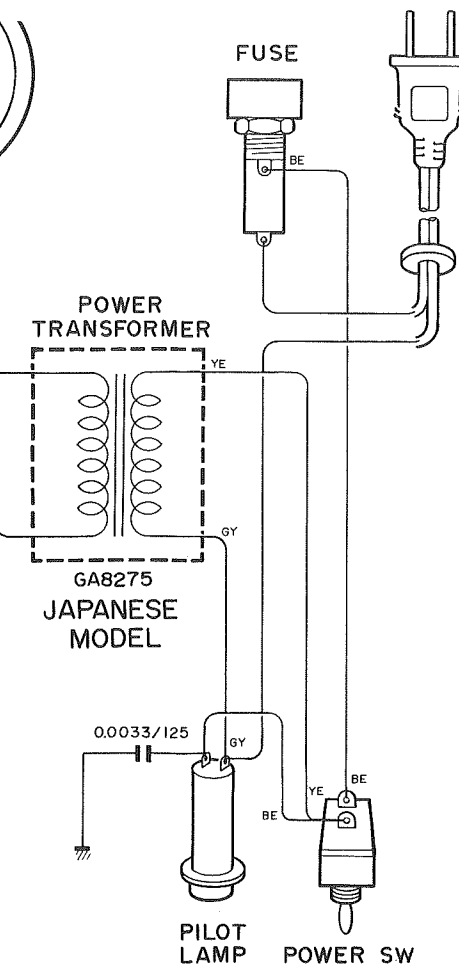 FUSE
BE
POWER
TRANSFORMER
YE
GY
GA8275
JAPANESE
MODEL
0.0033/125
GY
YE
BE
BE
PILOT
LAMP
POWER SW